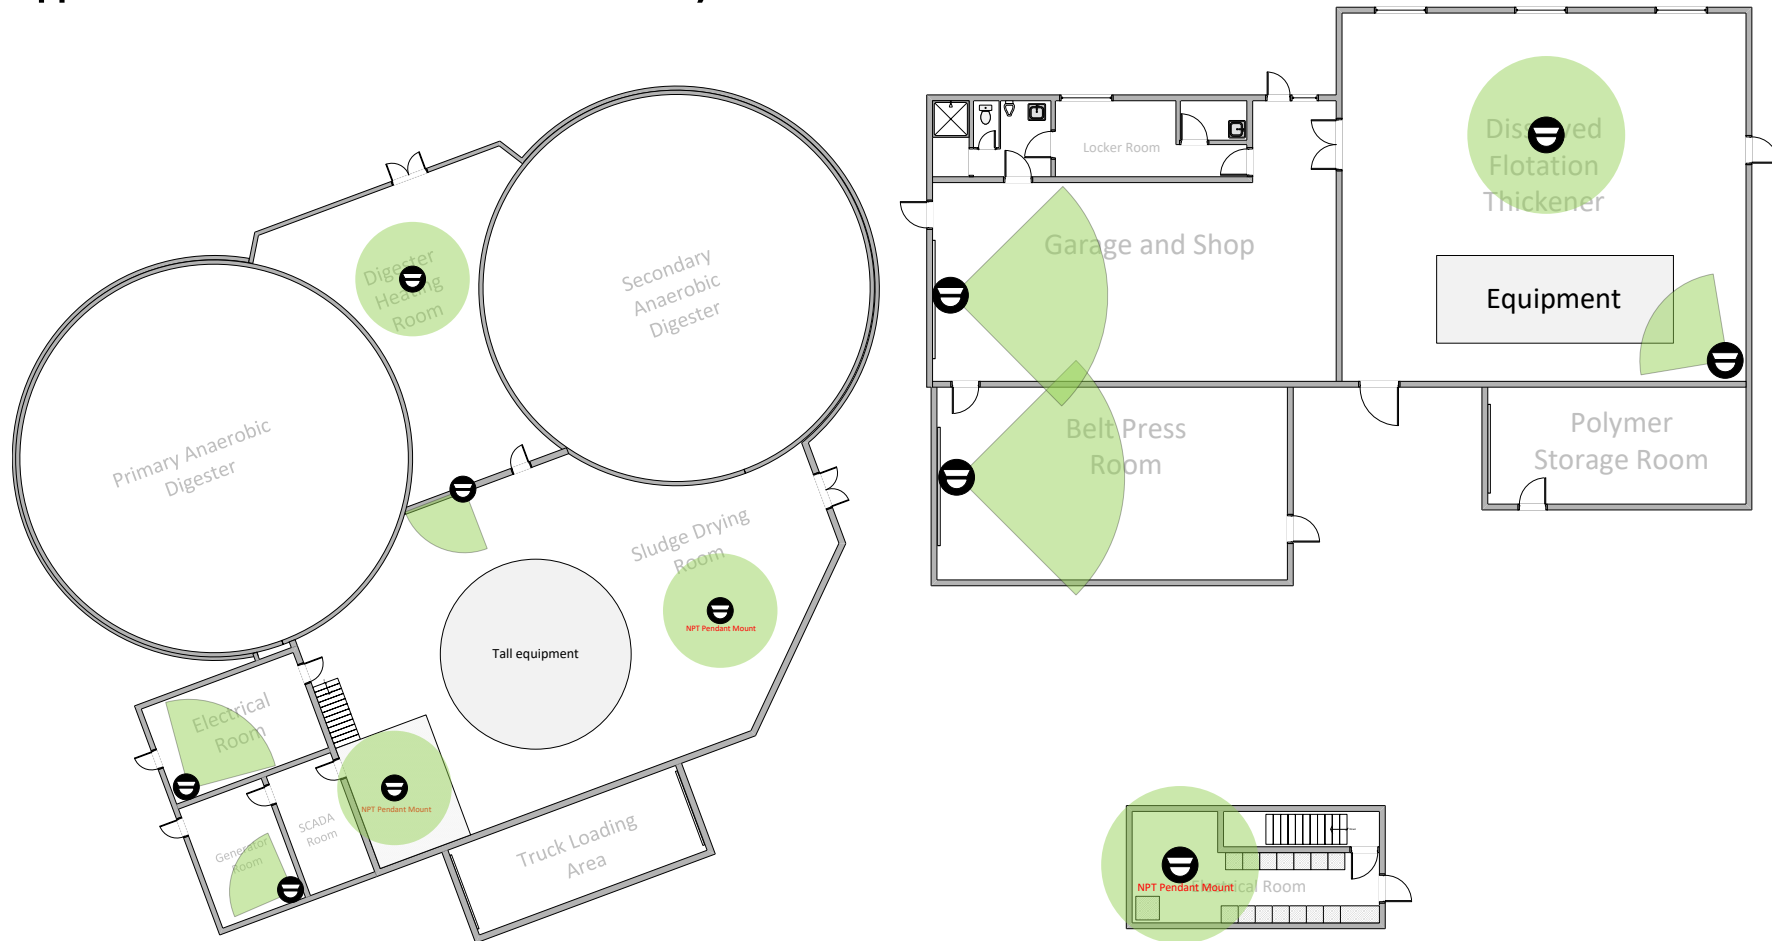 Locker Room
Dissolved
Flotation
Thickener
Garage and Shop
Equipment
Digester
Heating
Room
Secondary
Anaerobic
Digester
Primary Anaerobic
Digester
Belt Press
Room
Polymer
Storage Room
Sludge Drying
Room
NPT Pendant Mount
Tall equipment
Electrical
Room
NPT Pendant Mount
SCADA
Room
Generator
Room
Truck Loading
Area
NPT Pendant Mount
Electrical Room